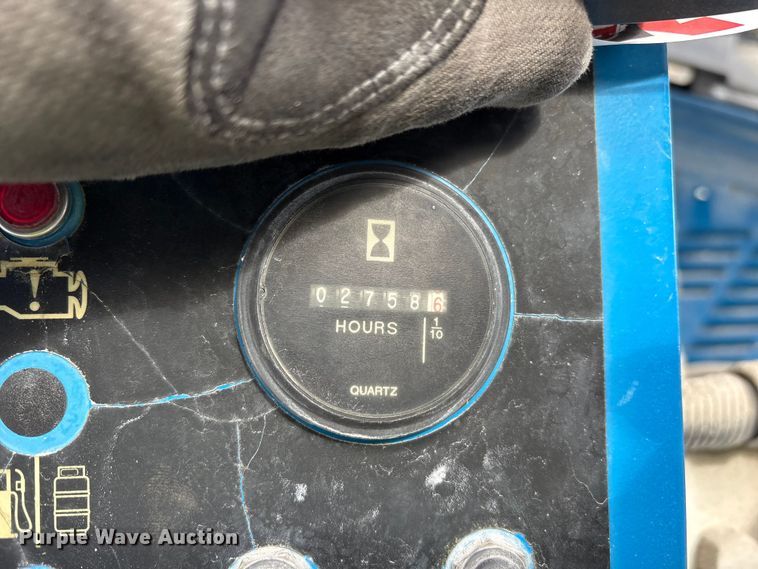 027586
HOURS
1/10
QUARTZ
Purple Wave Auction